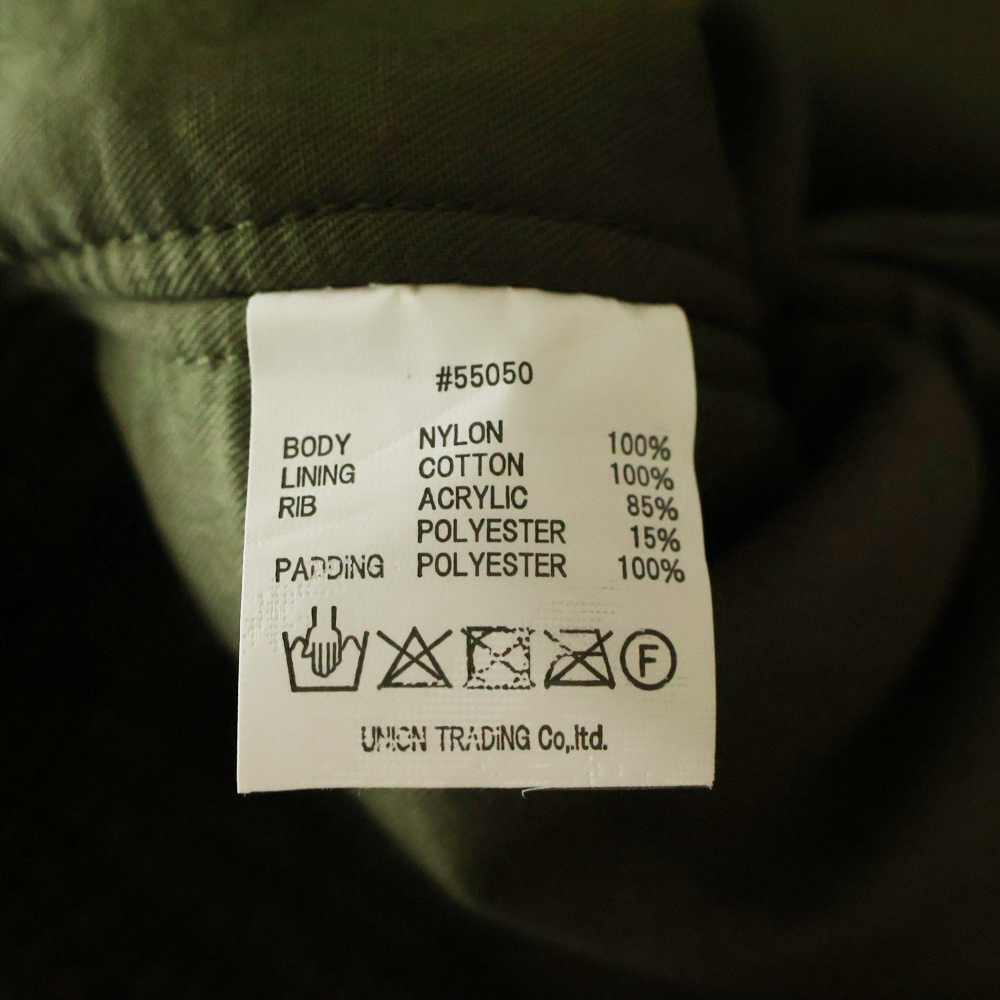 #55050
BODY NYLON 100%
LINING COTTON 100%
RIB ACRYLIC 85%
POLYESTER 15%
PADDING POLYESTER 100%
F
UNION TRADING Co,.ltd.